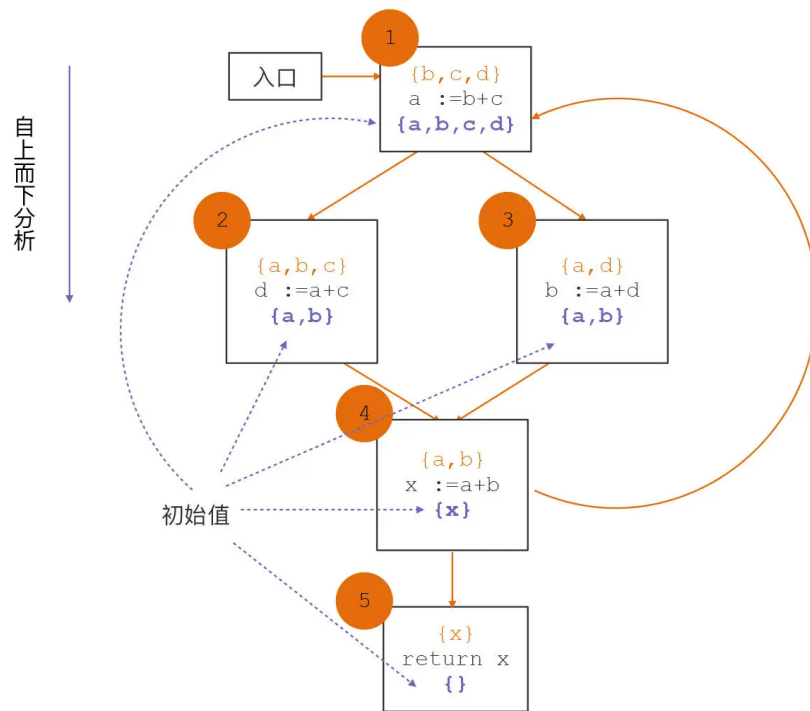 1
入口
{b,c,d}
a :=b+c
{a,b,c,d}
自上而下分析
2
{a,b,c}
d :=a+c
{a,b}
3
{a,d}
b :=a+d
{a,b}
4
{a,b}
x :=a+b
{x}
初始值
5
{x}
return x
{}